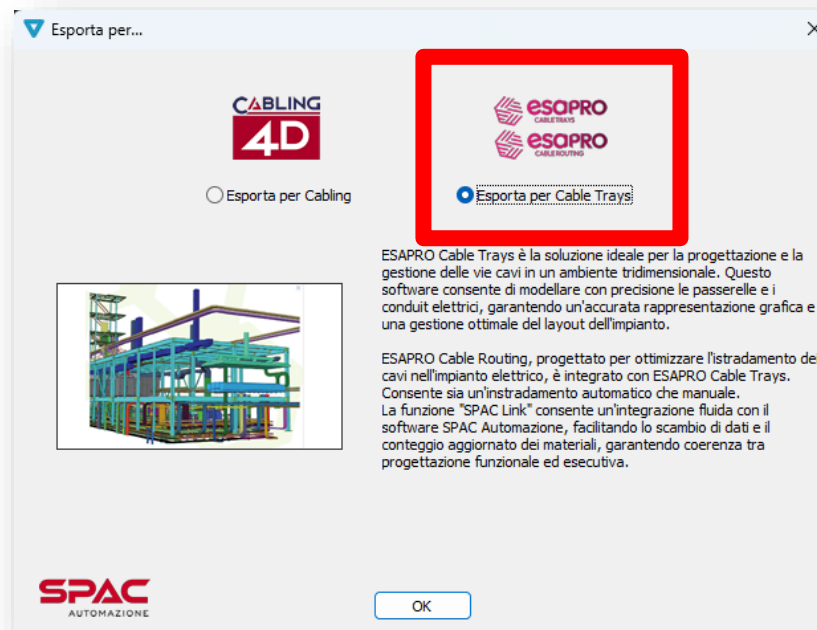 Esporta per...
CABLING
4D
esapro
CABLETRAYS
esapro
CABLEROUTING
Esporta per Cabling
Esporta per Cable Trays
ESAPRO Cable Trays è la soluzione ideale per la progettazione e la
gestione delle vie cavi in un ambiente tridimensionale. Questo
software consente di modellare con precisione le passerelle e i
conduit elettrici, garantendo un'accurata rappresentazione grafica e
una gestione ottimale del layout dell'impianto.
ESAPRO Cable Routing, progettato per ottimizzare l'istradamento dei
cavi nell'impianto elettrico, è integrato con ESAPRO Cable Trays.
Consente sia un'instradamento automatico che manuale.
La funzione "SPAC Link" consente un'integrazione fluida con il
software SPAC Automazione, facilitando lo scambio di dati e il
conteggio aggiornato dei materiali, garantendo coerenza tra
progettazione funzionale ed esecutiva.
SPAC
AUTOMAZIONE
OK